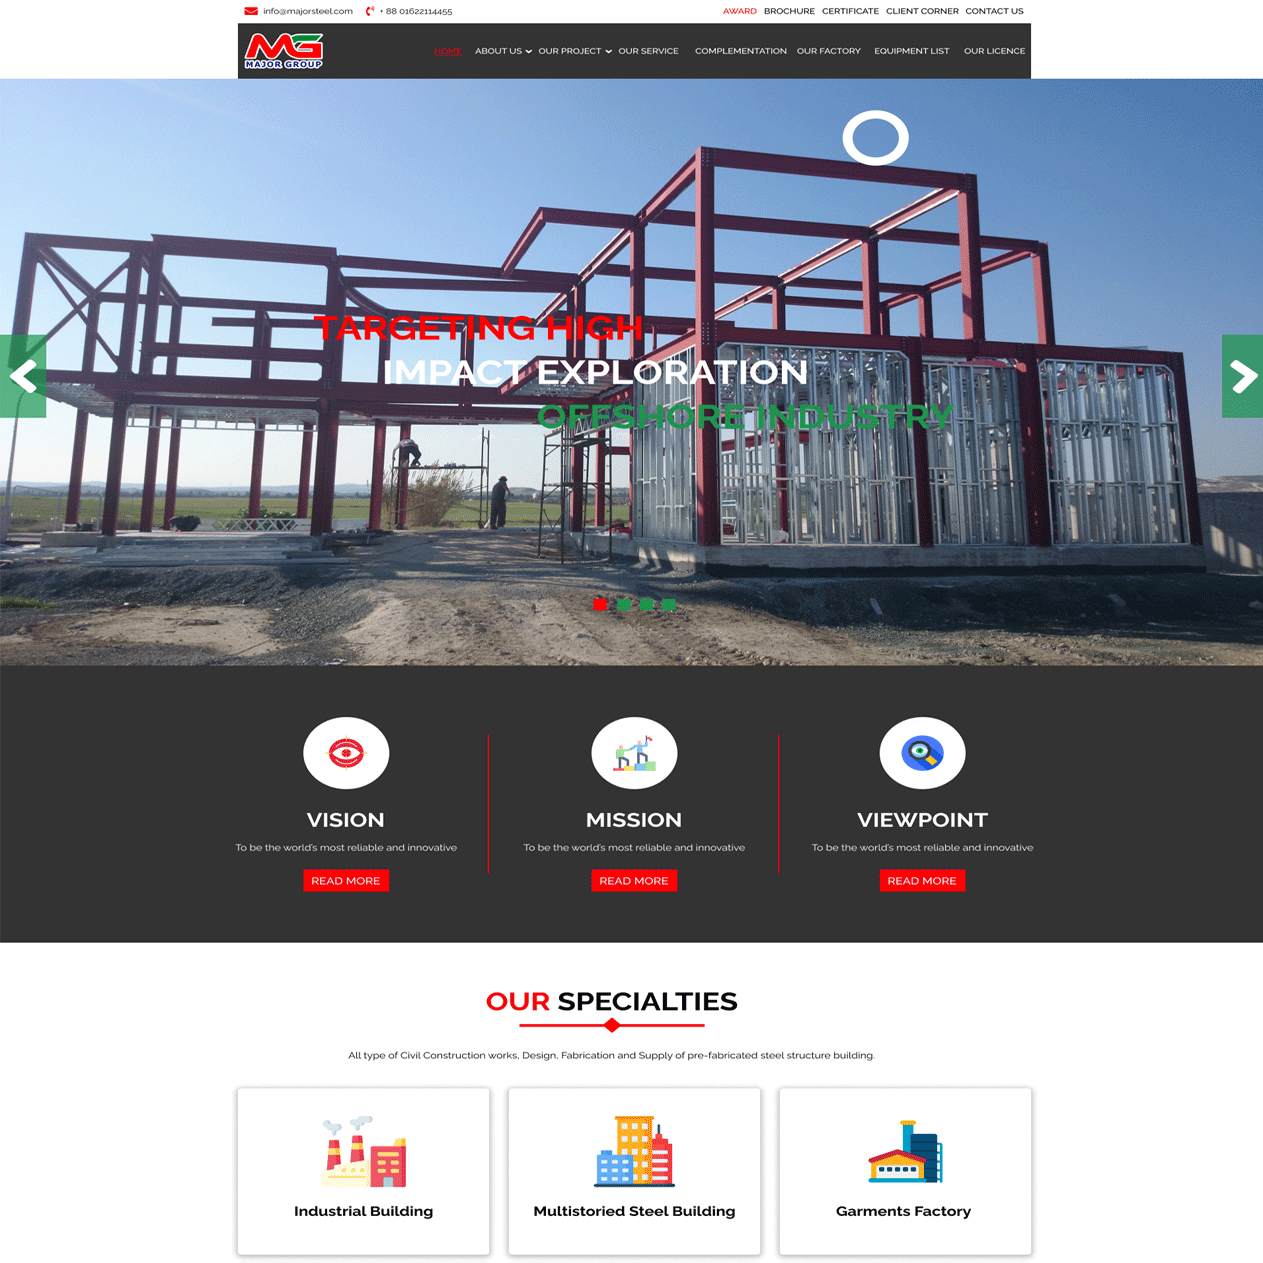 info@majorsteel.com + 88 01622114455 AWARD BROCHURE CERTIFICATE CLIENT CORNER CONTACT US
MG
MAJOR GROUP
HOME ABOUT US OUR PROJECT OUR SERVICE COMPLEMENTATION OUR FACTORY EQUIPMENT LIST OUR LICENCE
TARGETING HIGH
IMPACT EXPLORATION
OFFSHORE INDUSTRY
VISION MISSION VIEWPOINT
To be the world's most reliable and innovative To be the world's most reliable and innovative To be the world's most reliable and innovative
READ MORE READ MORE READ MORE
OUR SPECIALTIES
All type of Civil Construction works, Design, Fabrication and Supply of pre-fabricated steel structure building.
Industrial Building Multistoried Steel Building Garments Factory